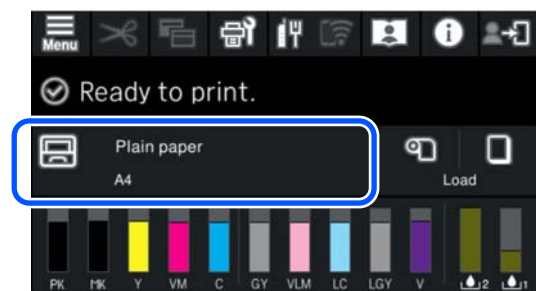 Menu
Ready to print.
Plain paper
A4
Load
PK MK Y VM C GY VLM LC LGY V 2 1